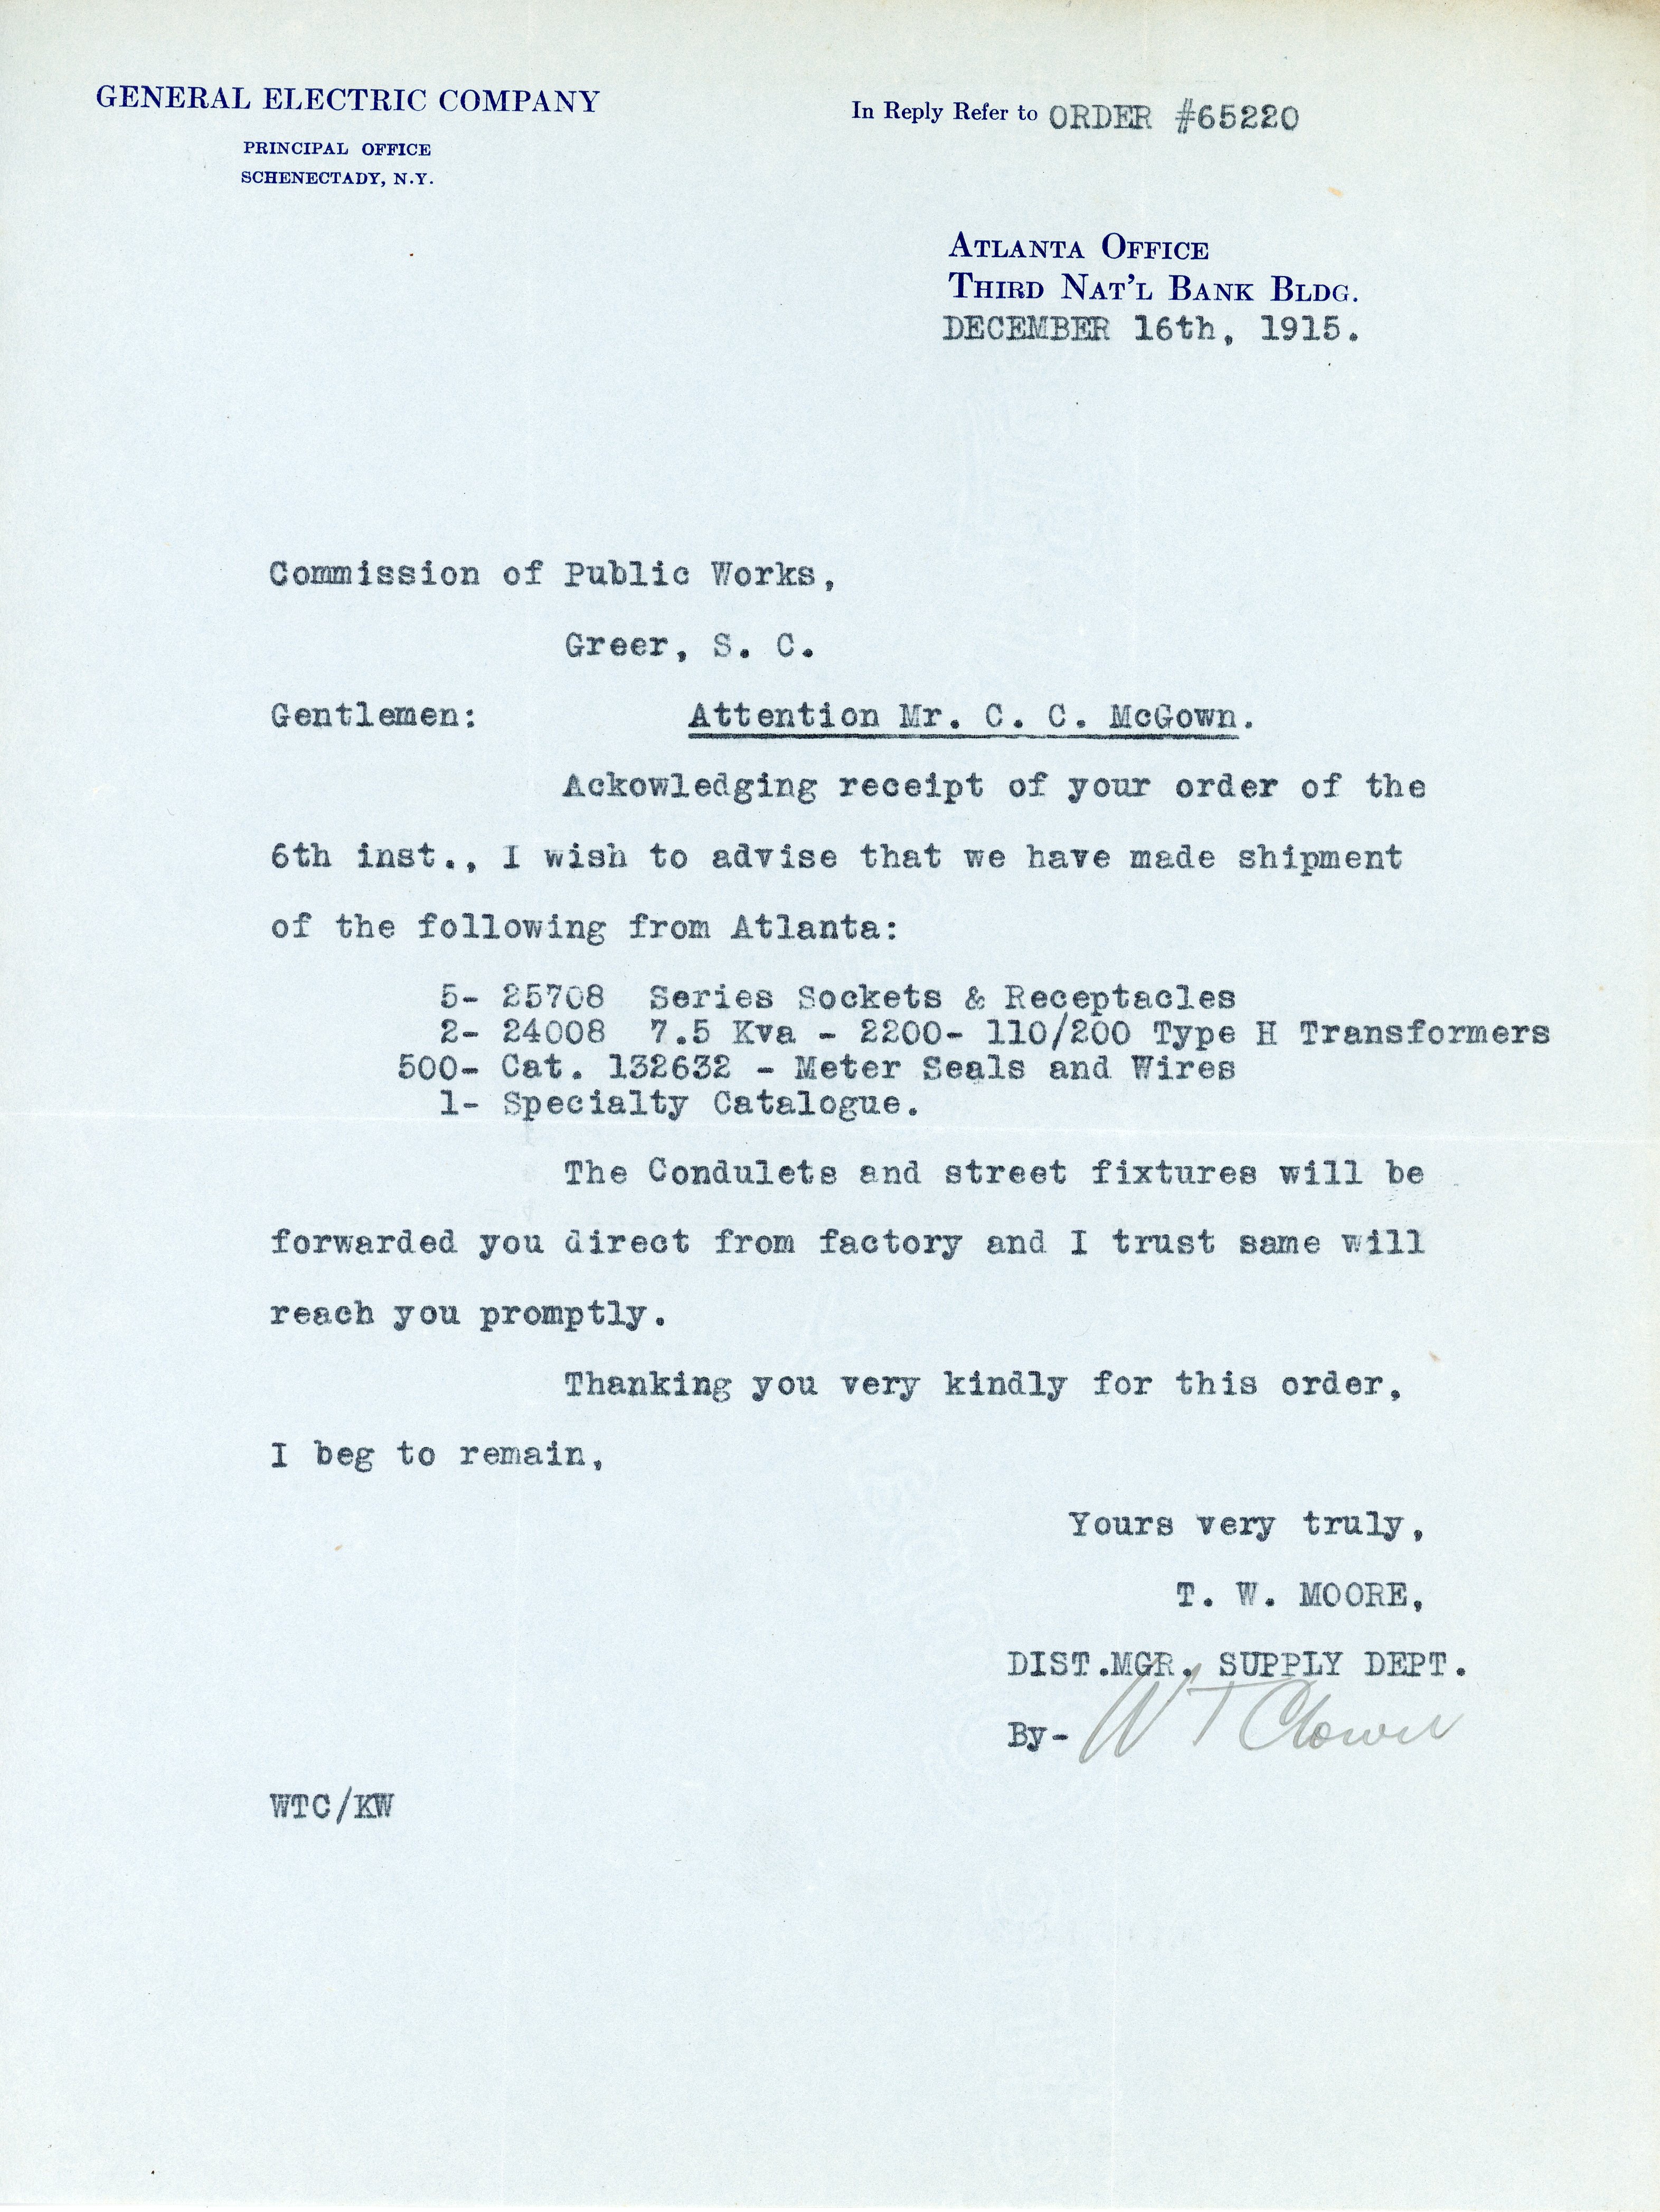 GENERAL ELECTRIC COMPANY
PRINCIPAL OFFICE
SCHENECTADY, N.Y.
In Reply Refer to ORDER #65220
ATLANTA OFFICE
THIRD NAT'L BANK BLDG.
DECEMBER 16th, 1915.
Commission of Public Works,
Greer, S. C.
Gentlemen: Attention Mr. C. C. McGown.
Ackowledging receipt of your order of the
6th inst., I wish to advise that we have made shipment
of the following from Atlanta:
5- 25708 Series Sockets & Receptacles
2- 24008 7.5 Kva - 2200- 110/200 Type H Transformers
500- Cat. 132632 - Meter Seals and Wires
1- Specialty Catalogue.
The Condulets and street fixtures will be
forwarded you direct from factory and I trust same will
reach you promptly.
Thanking you very kindly for this order,
I beg to remain,
Yours very truly,
T. W. MOORE,
DIST.MGR. SUPPLY DEPT.
By- W T Clower
WTC/KW